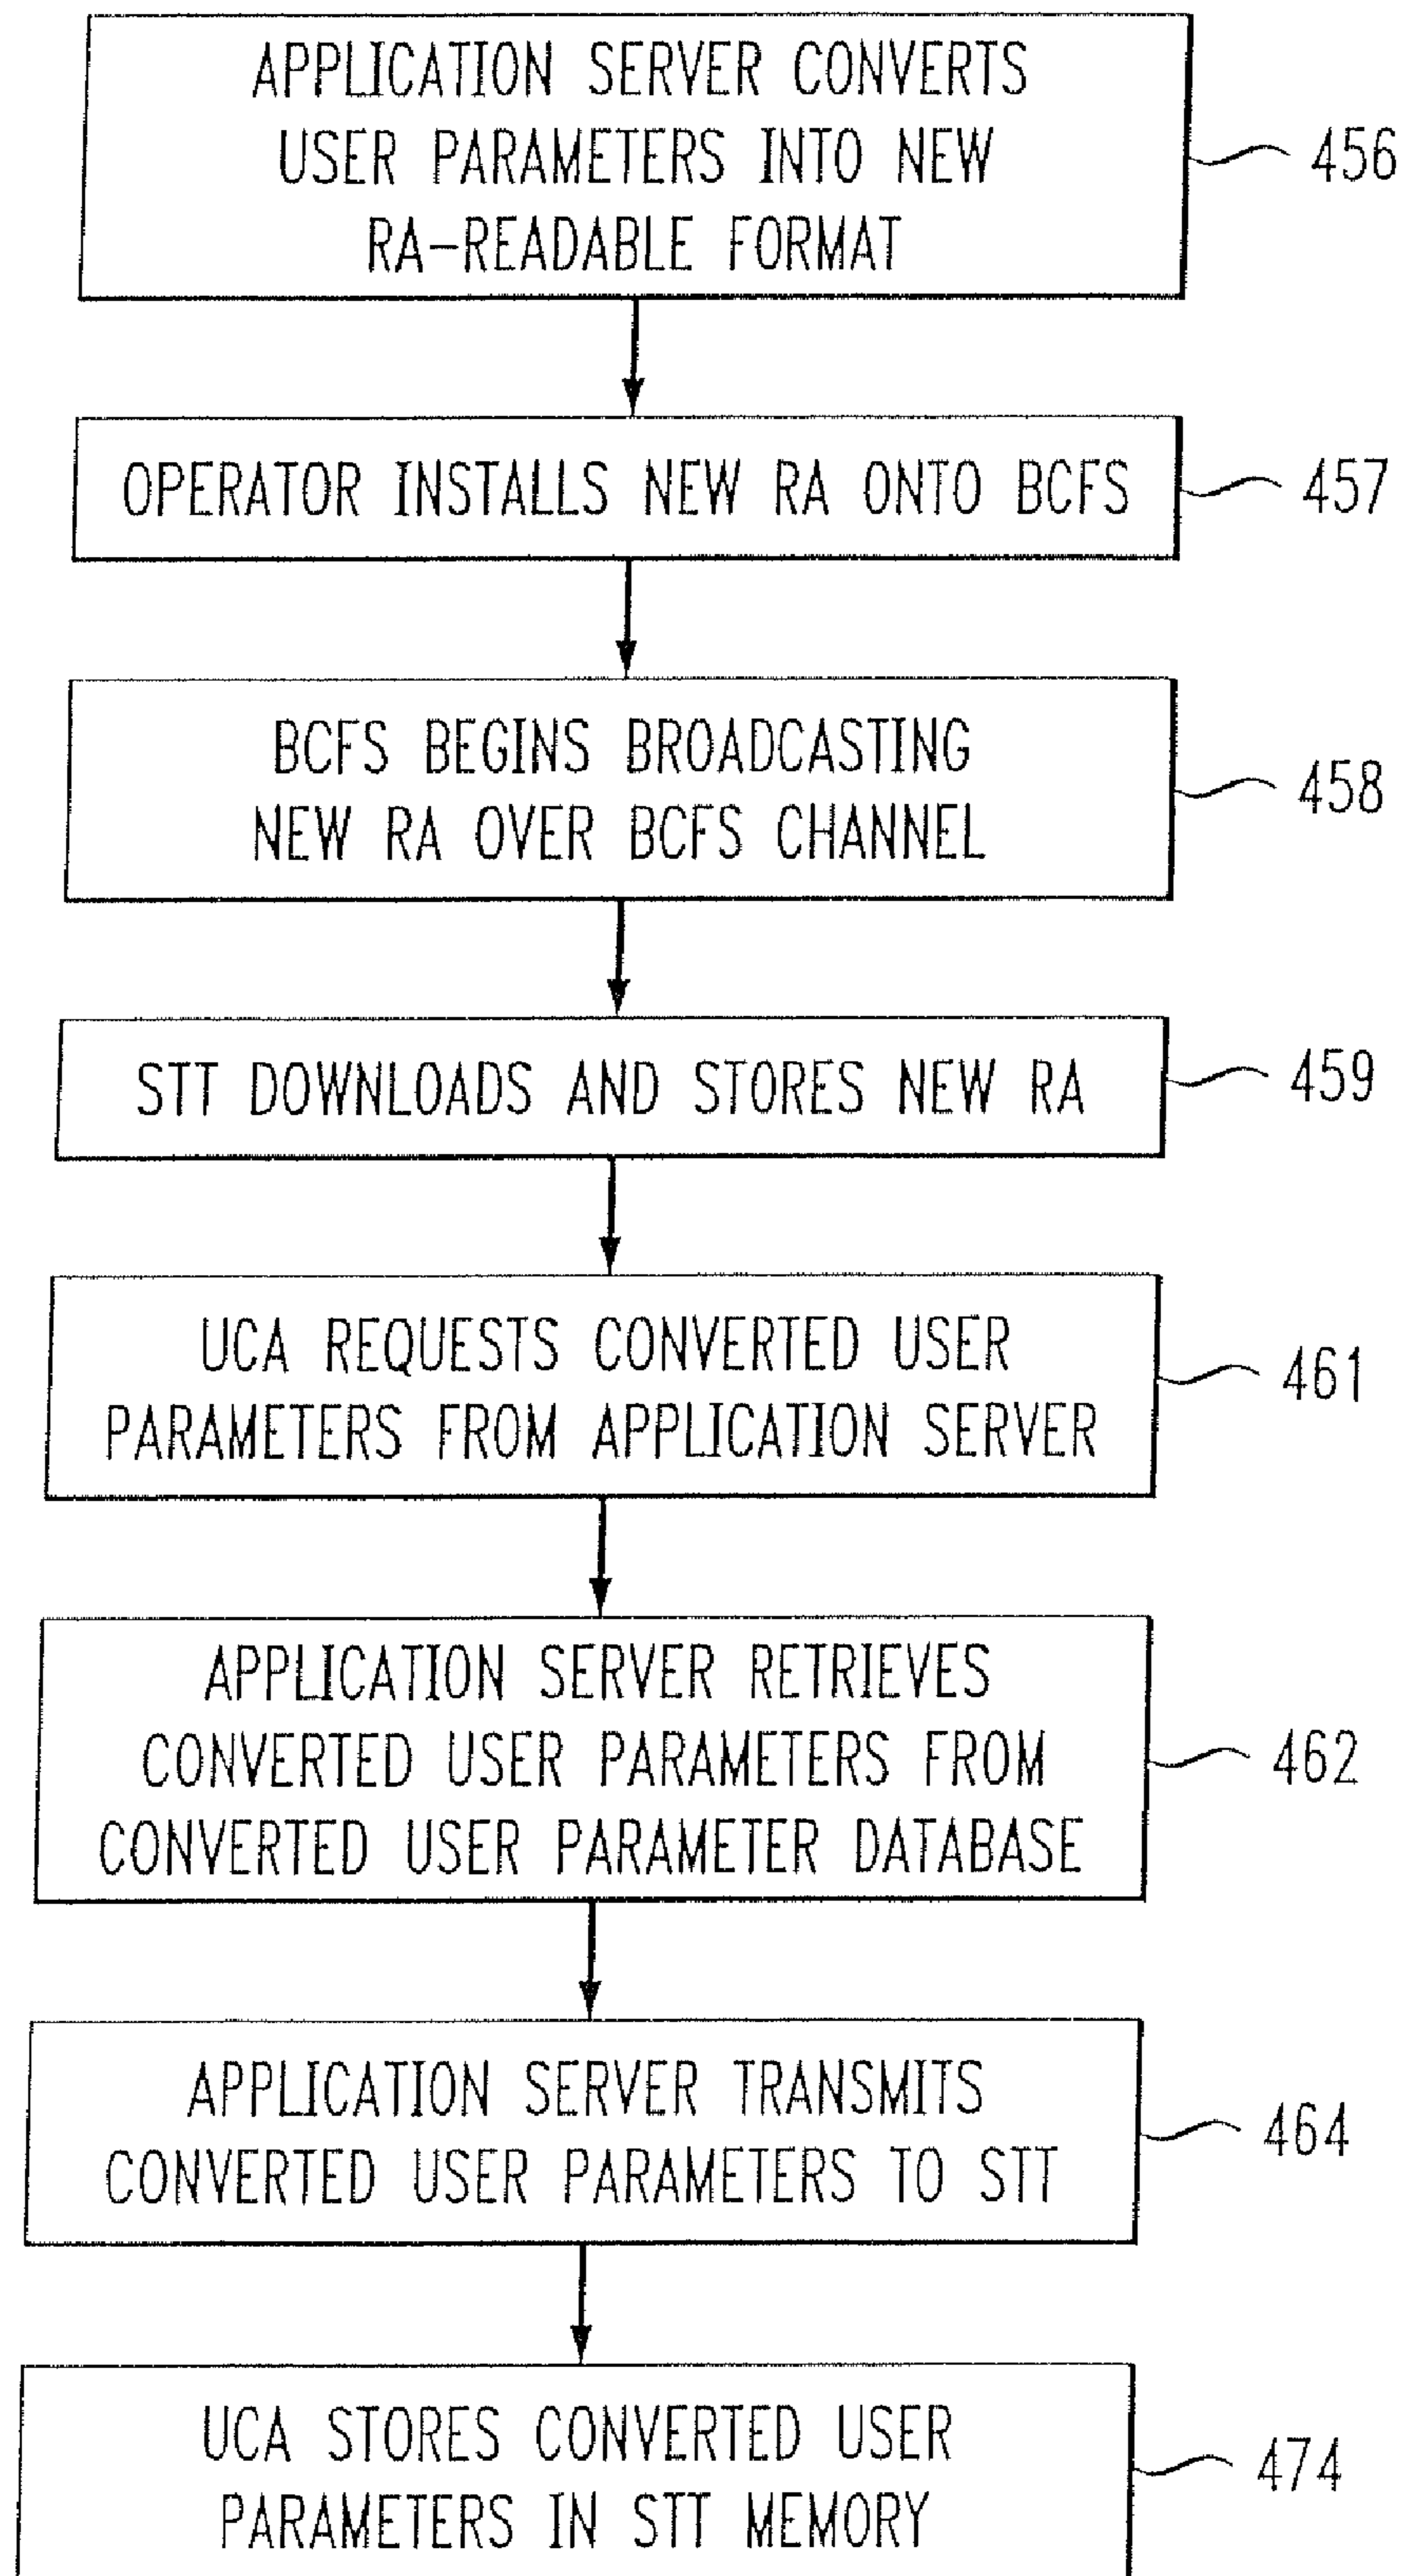 APPLICATION SERVER CONVERTS
USER PARAMETERS INTO NEW
RA-READABLE FORMAT
456
OPERATOR INSTALLS NEW RA ONTO BCFS
457
BCFS BEGINS BROADCASTING
NEW RA OVER BCFS CHANNEL
458
STT DOWNLOADS AND STORES NEW RA
459
UCA REQUESTS CONVERTED USER
PARAMETERS FROM APPLICATION SERVER
461
APPLICATION SERVER RETRIEVES
CONVERTED USER PARAMETERS FROM
CONVERTED USER PARAMETER DATABASE
462
APPLICATION SERVER TRANSMITS
CONVERTED USER PARAMETERS TO STT
464
UCA STORES CONVERTED USER
PARAMETERS IN STT MEMORY
474